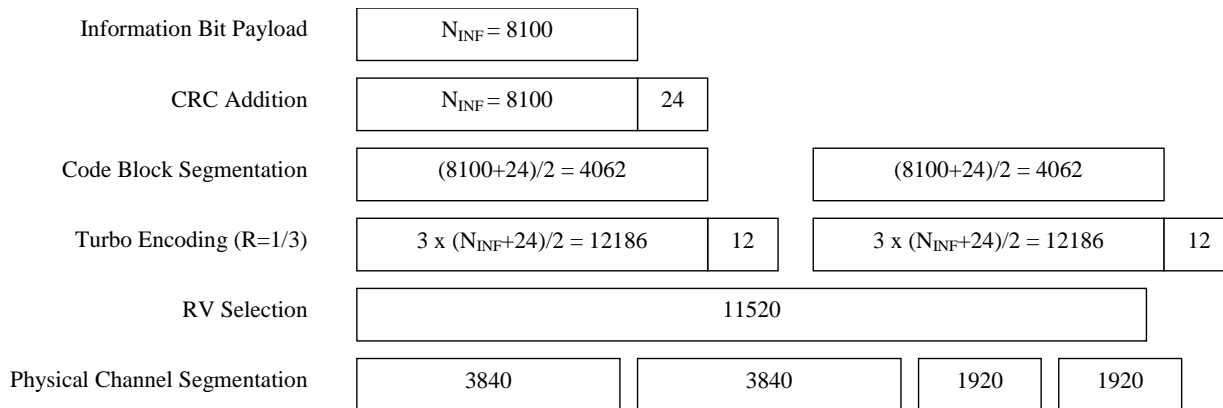 Information Bit Payload N_INF = 8100
CRC Addition N_INF = 8100 24
Code Block Segmentation (8100+24)/2 = 4062 (8100+24)/2 = 4062
Turbo Encoding (R=1/3) 3 x (N_INF+24)/2 = 12186 12 3 x (N_INF+24)/2 = 12186 12
RV Selection 11520
Physical Channel Segmentation 3840 3840 1920 1920